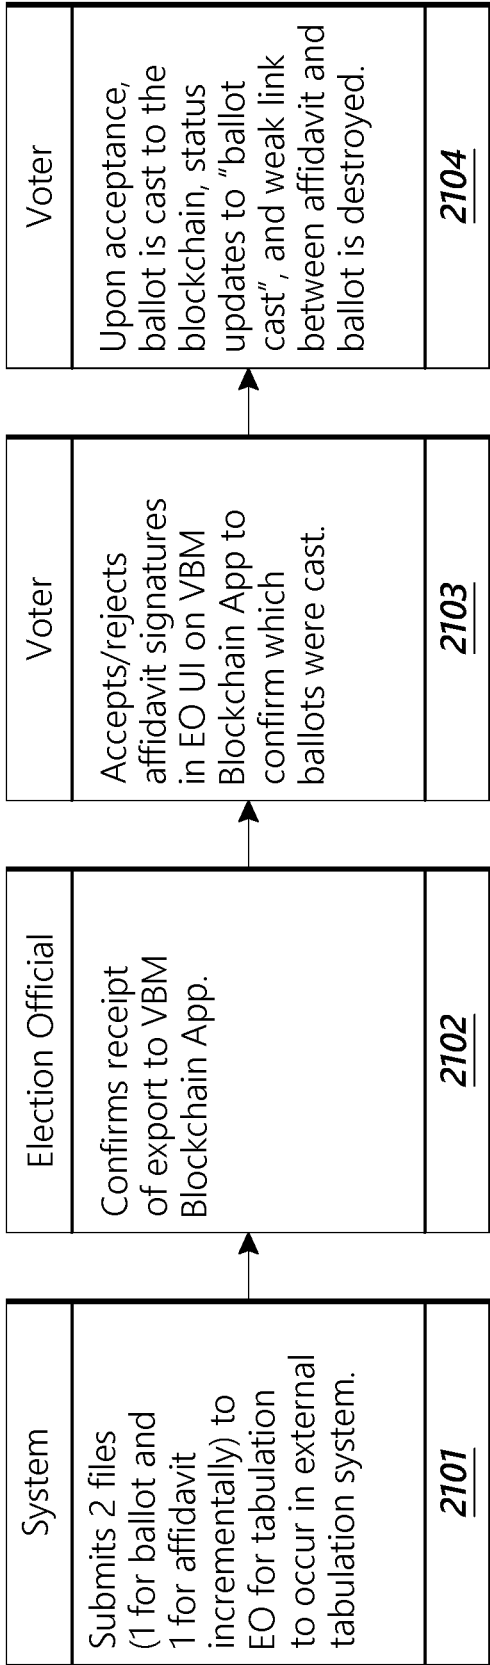 System
Submits 2 files
(1 for ballot and
1 for affidavit
incrementally) to
EO for tabulation
to occur in external
tabulation system.
2101
Election Official
Confirms receipt
of export to VBM
Blockchain App.
2102
Voter
Accepts/rejects
affidavit signatures
in EO UI on VBM
Blockchain App to
confirm which
ballots were cast.
2103
Voter
Upon acceptance,
ballot is cast to the
blockchain, status
updates to “ballot
cast”, and weak link
between affidavit and
ballot is destroyed.
2104